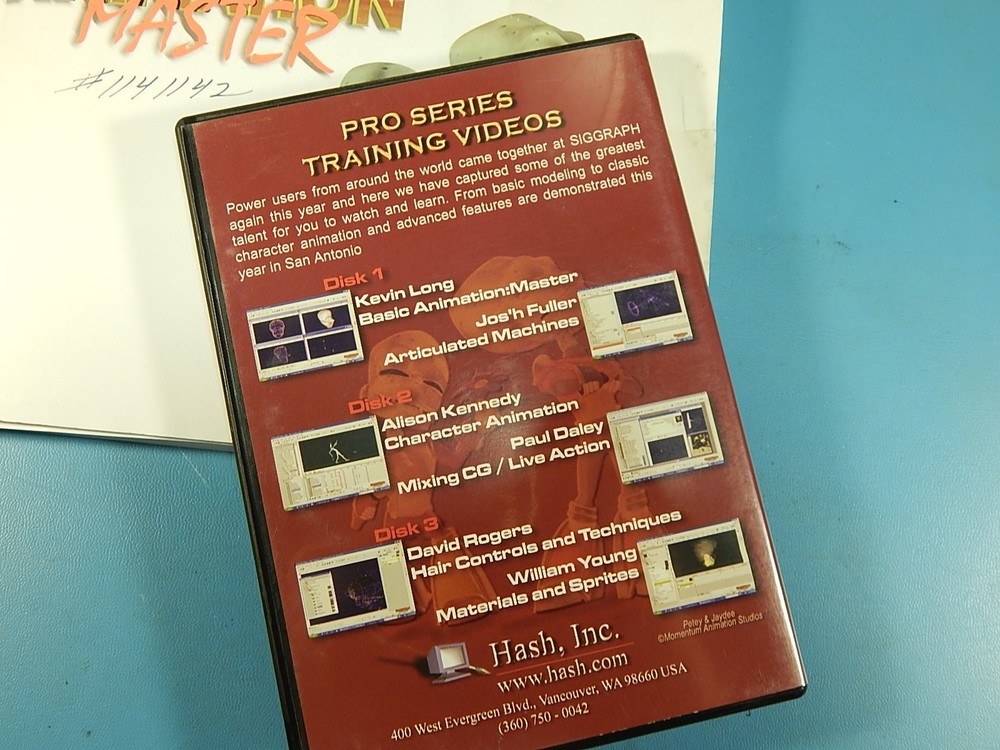 MASTER
#1141142
PRO SERIES
TRAINING VIDEOS
Power users from around the world came together at SIGGRAPH
again this year and here we have captured some of the greatest
talent for you to watch and learn. From basic modeling to classic
character animation and advanced features are demonstrated this
year in San Antonio
Disk 1
Kevin Long
Basic Animation:Master
Jos'h Fuller
Articulated Machines
Disk 2
Alison Kennedy
Character Animation
Paul Daley
Mixing CG / Live Action
Disk 3
David Rogers
Hair Controls and Techniques
William Young
Materials and Sprites
Petey & Jaydee
©Momentum Animation Studios
Hash, Inc.
www.hash.com
400 West Evergreen Blvd., Vancouver, WA 98660 USA
(360) 750 - 0042